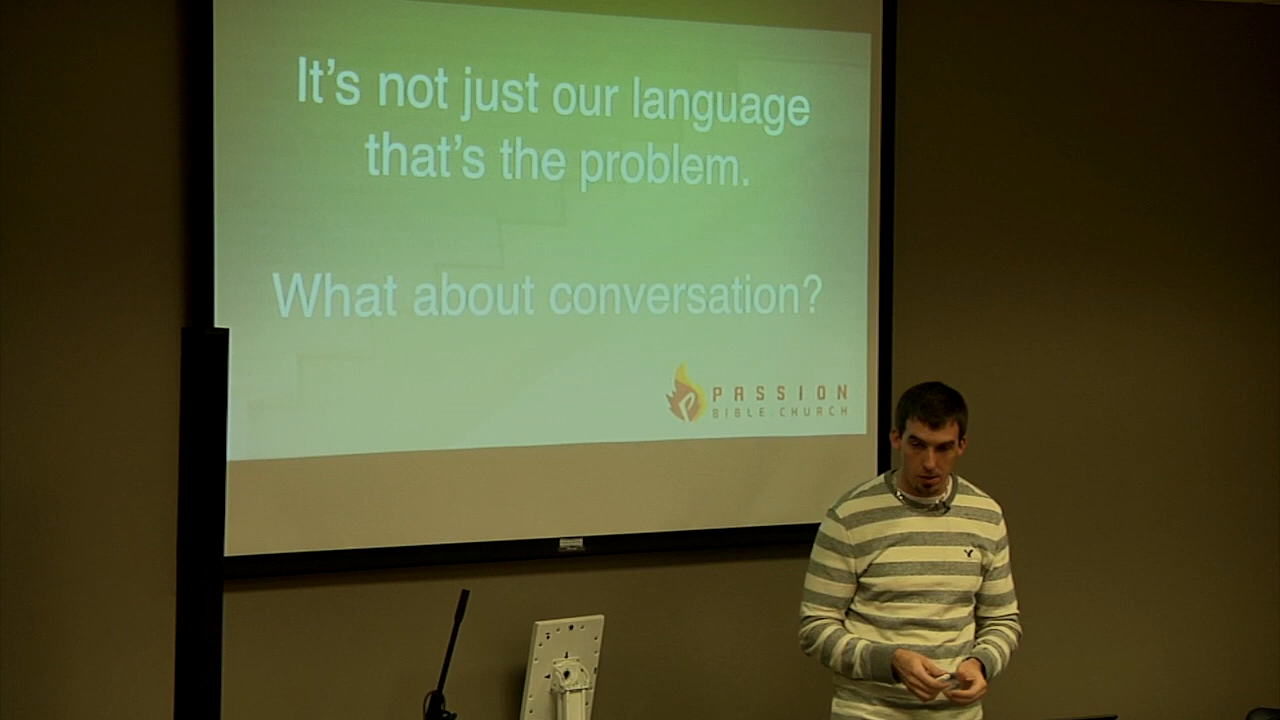 It's not just our language
that's the problem.
What about conversation?
PASSION
BIBLE.CHURCH